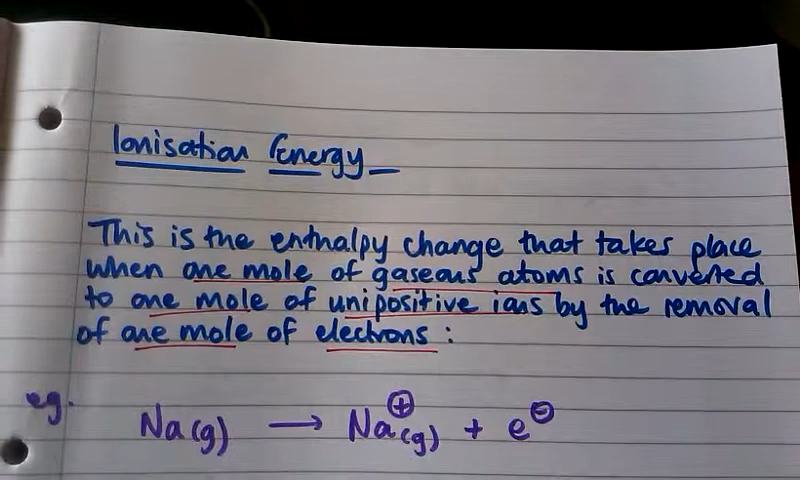 Ionisation Energy
This is the enthalpy change that takes place
when one mole of gaseous atoms is converted
to one mole of unipositive ions by the removal
of one mole of electrons :
eg. Na(g) → Na⊕(g) + e⊖